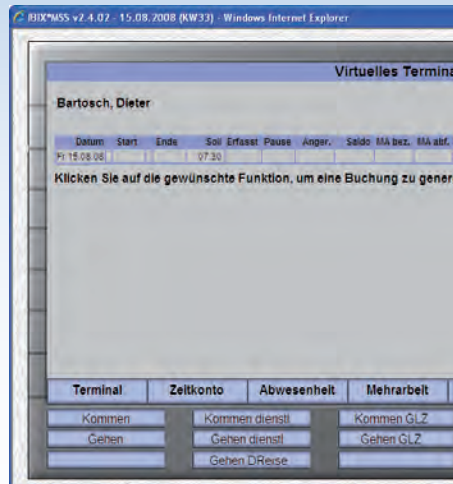 IBIX*MSS v2.4.02 - 15.08.2008 (KW33) - Windows Internet Explorer
Virtuelles Termina
Bartosch, Dieter
Datum Start Ende Soll Erfasst Pause Anger. Saldo MA bez. MA abf.
Fr 15.08.08 07:30
Klicken Sie auf die gewünschte Funktion, um eine Buchung zu gener
Terminal Zeitkonto Abwesenheit Mehrarbeit
Kommen Kommen dienstl Kommen GLZ
Gehen Gehen dienstl Gehen GLZ
Gehen DReise